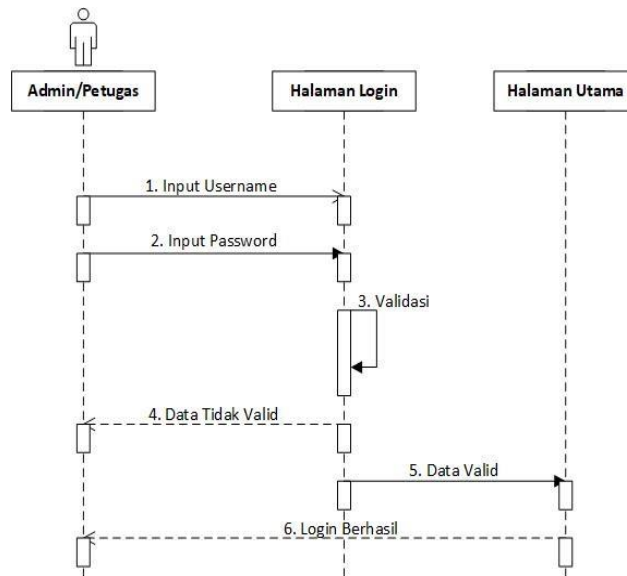 Admin/Petugas
Halaman Login
Halaman Utama
1. Input Username
2. Input Password
3. Validasi
4. Data Tidak Valid
5. Data Valid
6. Login Berhasil